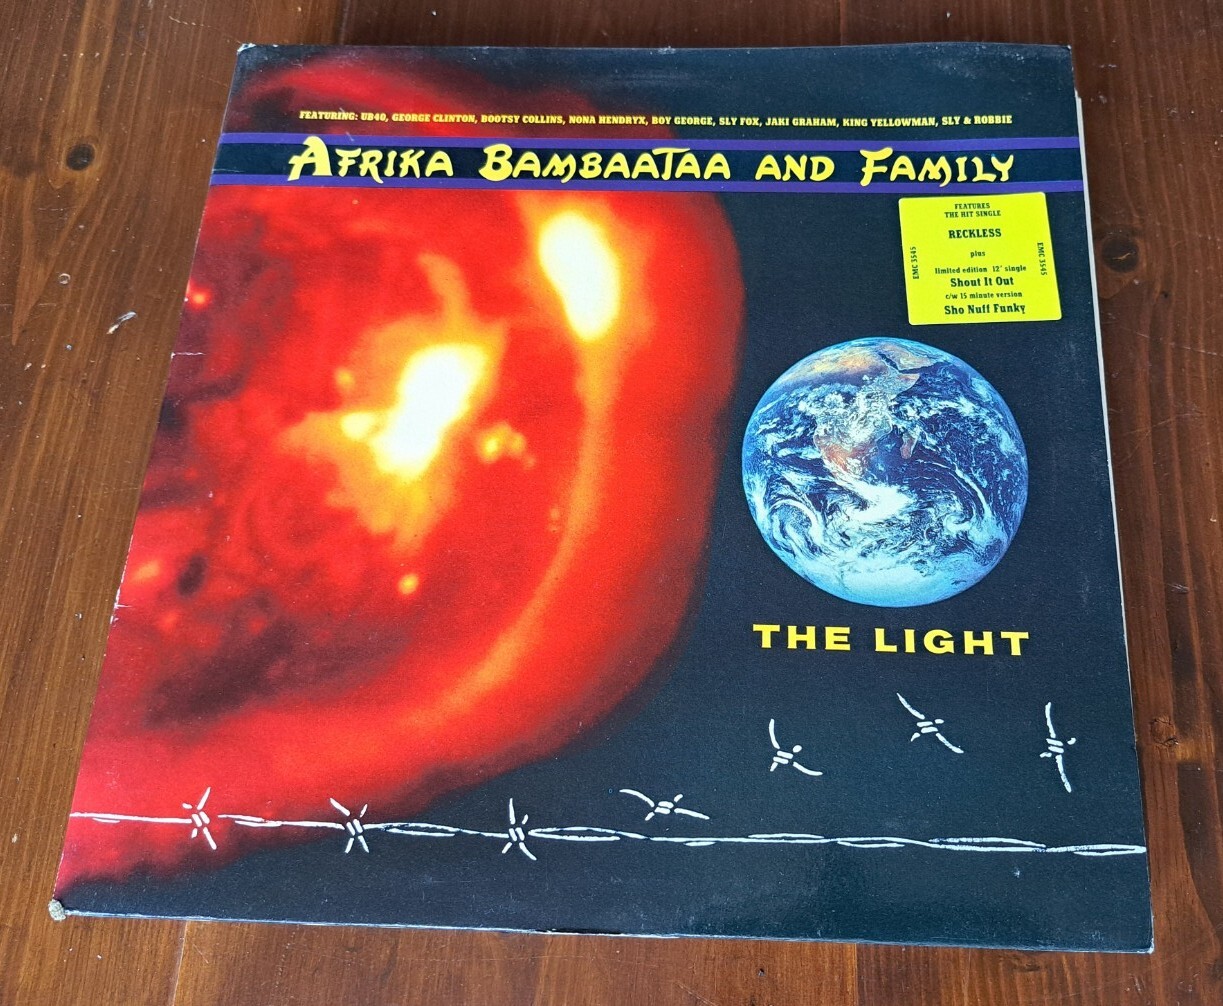 FEATURING: UB40, GEORGE CLINTON, BOOTSY COLLINS, NONA HENDRYX, BOY GEORGE, SLY FOX, JAKI GRAHAM, KING YELLOWMAN, SLY & ROBBIE
AFRIKA BAMBAATAA AND FAMILY
FEATURES
THE HIT SINGLE
RECKLESS
plus
limited edition 12" single
Shout It Out
c/w 15 minute version
Sho Nuff Funky
EMC 3545
EMC 3545
THE LIGHT